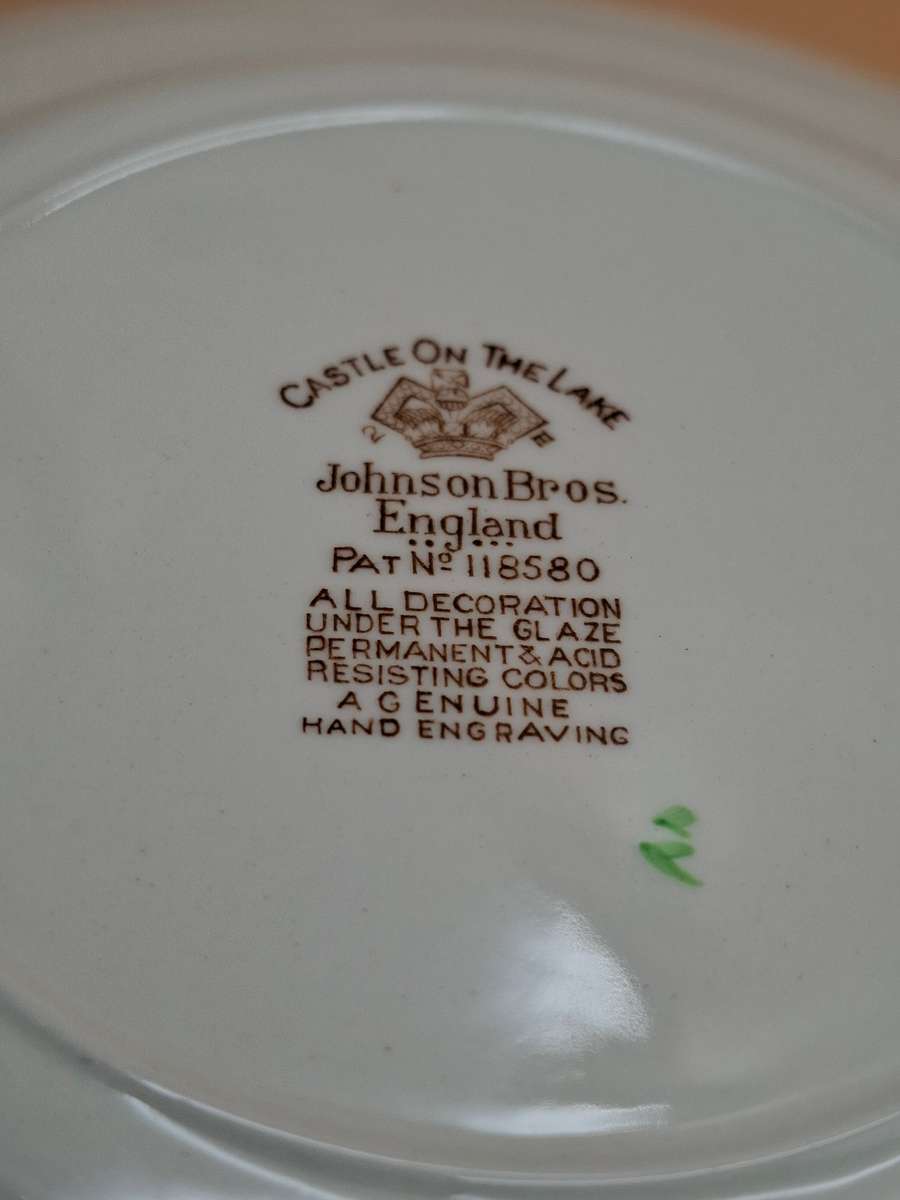 CASTLE ON THE LAKE
2 E
Johnson Bros.
England
PAT Nº 118580
ALL DECORATION
UNDER THE GLAZE
PERMANENT & ACID
RESISTING COLORS
A GENUINE
HAND ENGRAVING